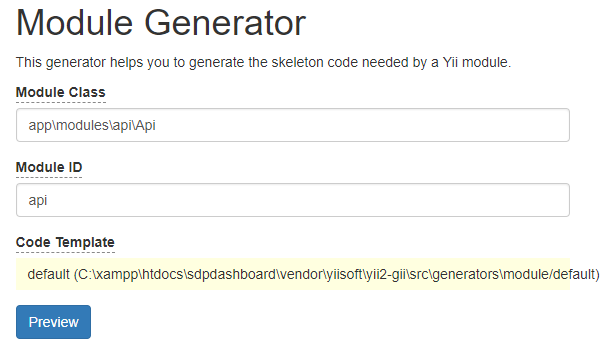 Module Generator
This generator helps you to generate the skeleton code needed by a Yii module.
Module Class
app\modules\api\Api
Module ID
api
Code Template
default (C:\xampp\htdocs\sdpdashboard\vendor\yiisoft\yii2-gii\src\generators\module/default)
Preview